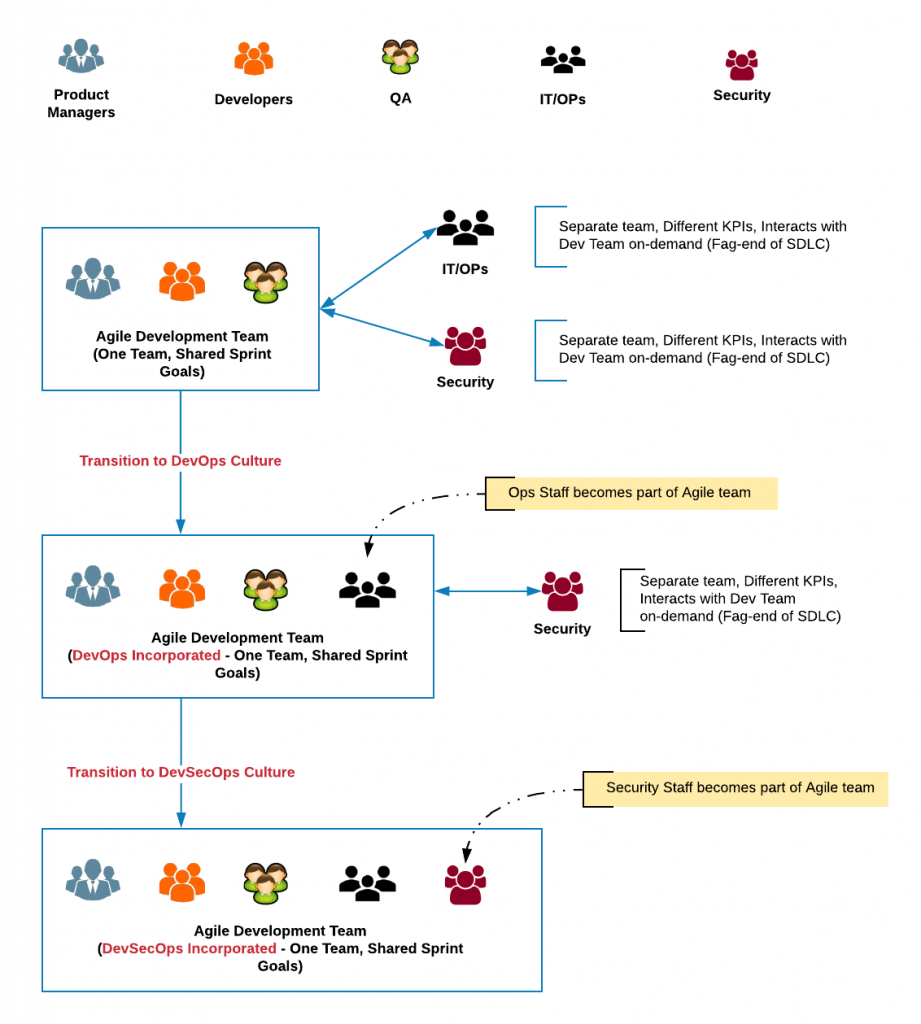 Product
Managers
Developers
QA
IT/OPs
Security
IT/OPs
Separate team, Different KPIs, Interacts with
Dev Team on-demand (Fag-end of SDLC)
Agile Development Team
(One Team, Shared Sprint
Goals)
Security
Separate team, Different KPIs, Interacts with
Dev Team on-demand (Fag-end of SDLC)
Transition to DevOps Culture
Ops Staff becomes part of Agile team
Agile Development Team
(DevOps Incorporated - One Team, Shared Sprint
Goals)
Security
Separate team, Different KPIs,
Interacts with Dev Team
on-demand (Fag-end of SDLC)
Transition to DevSecOps Culture
Security Staff becomes part of Agile team
Agile Development Team
(DevSecOps Incorporated - One Team, Shared Sprint
Goals)